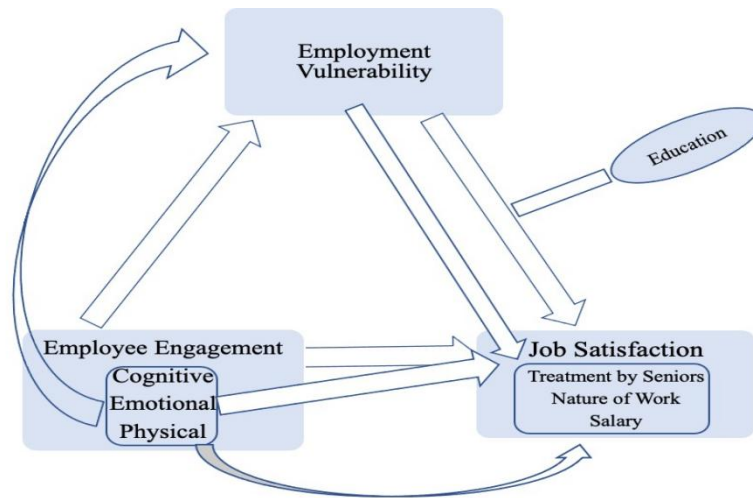 Employment
Vulnerability
Education
Employee Engagement
Cognitive
Emotional
Physical
Job Satisfaction
Treatment by Seniors
Nature of Work
Salary